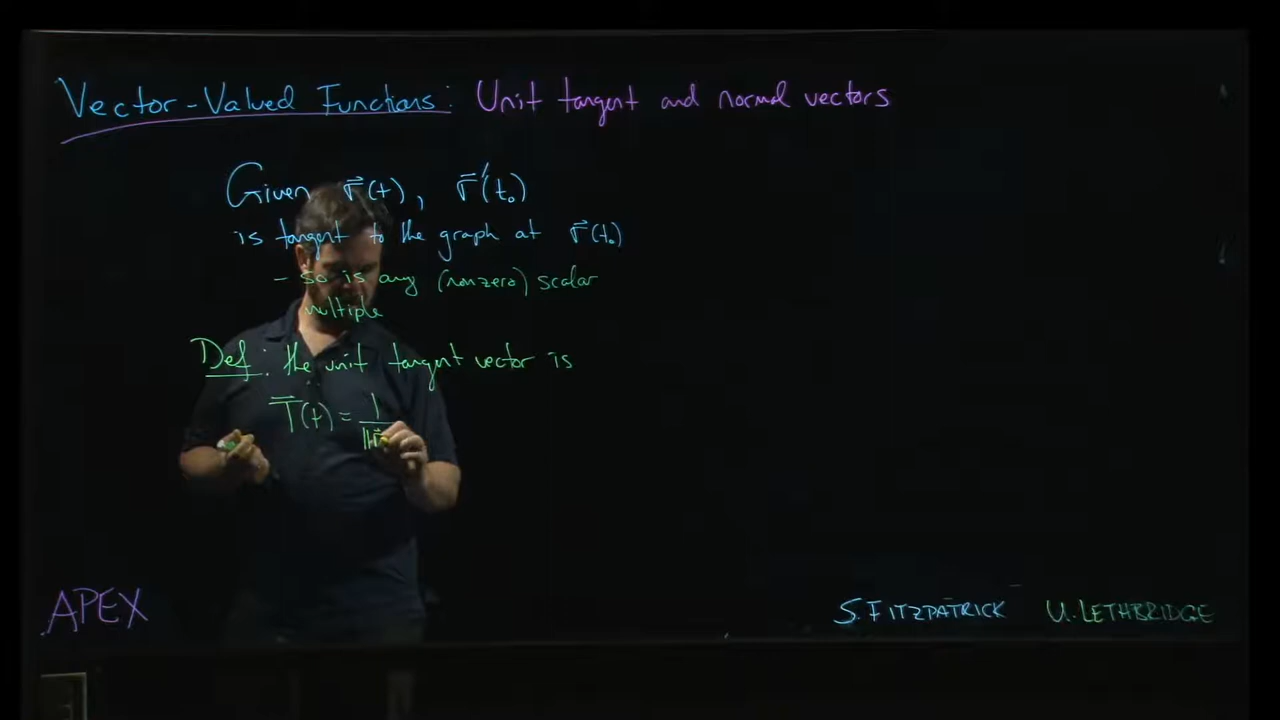 Vector-Valued Functions: Unit tangent and normal vectors
Given r⃗(t), r⃗'(t₀)
is tangent to the graph at r⃗(t₀)
- so is any (nonzero) scalar
multiple
Def: the unit tangent vector is
T⃗(t) = 1/||r⃗
APEX
S. FITZPATRICK U. LETHBRIDGE